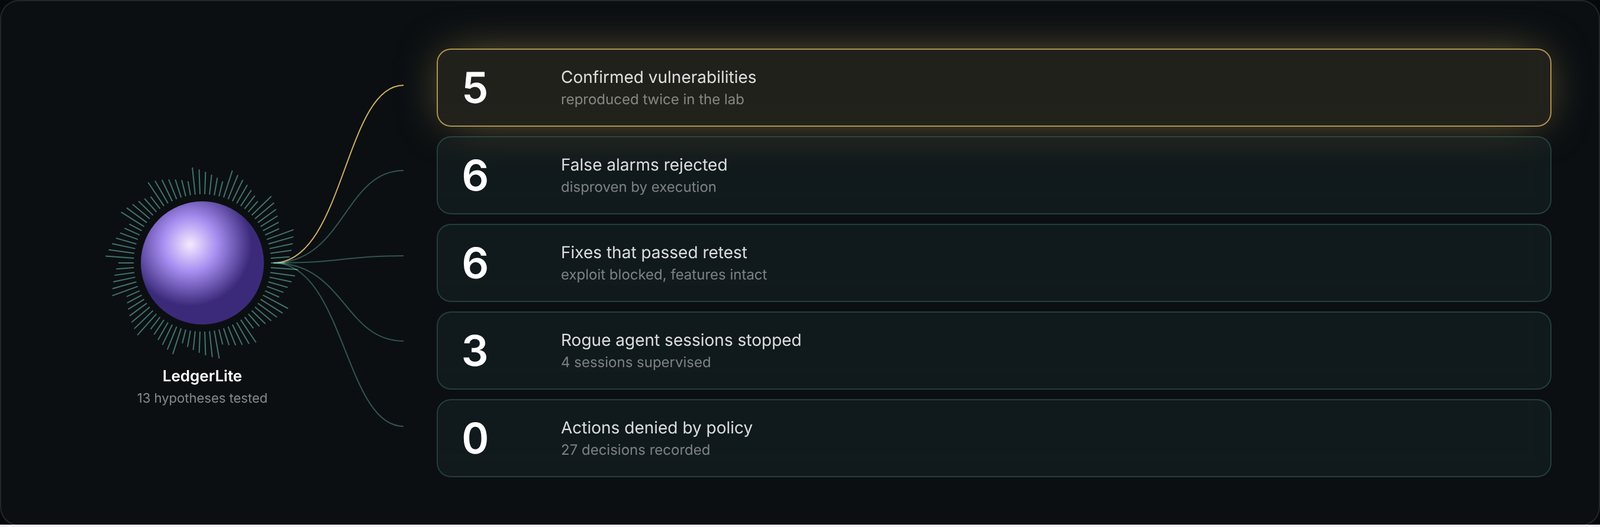 5
Confirmed vulnerabilities
reproduced twice in the lab
6
False alarms rejected
disproven by execution
6
Fixes that passed retest
exploit blocked, features intact
3
Rogue agent sessions stopped
4 sessions supervised
0
Actions denied by policy
27 decisions recorded
LedgerLite
13 hypotheses tested